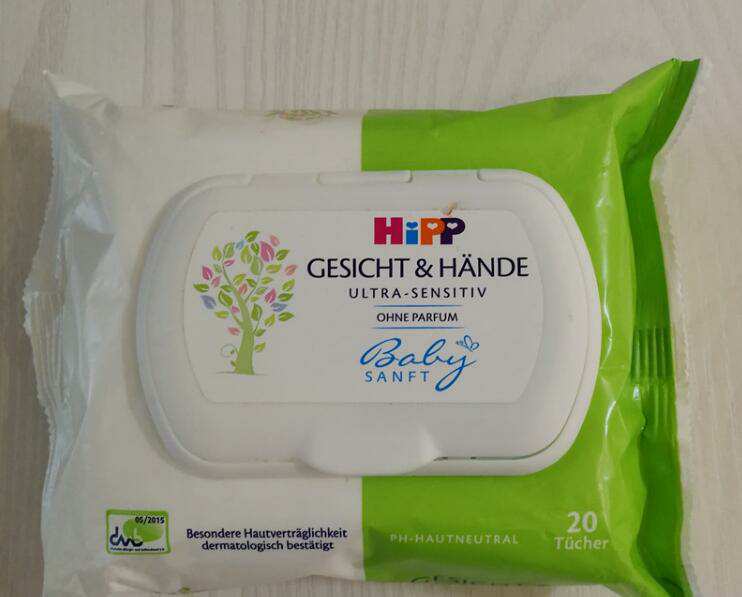 HiPP
GESICHT & HÄNDE
ULTRA-SENSITIV
OHNE PARFUM
Baby
SANFT
05/2015
Besondere Hautverträglichkeit
dermatologisch bestätigt
PH-HAUTNEUTRAL
20
Tücher